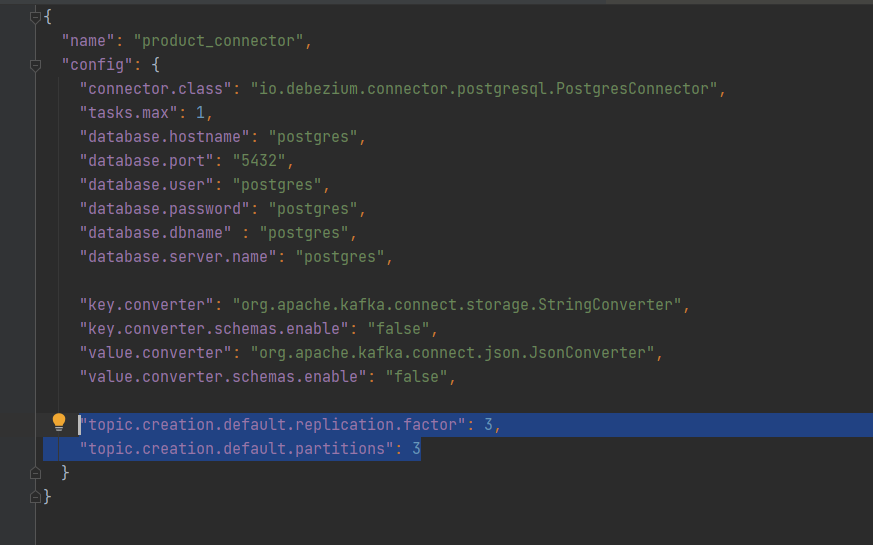 {
"name": "product_connector",
"config": {
"connector.class": "io.debezium.connector.postgresql.PostgresConnector",
"tasks.max": 1,
"database.hostname": "postgres",
"database.port": "5432",
"database.user": "postgres",
"database.password": "postgres",
"database.dbname" : "postgres",
"database.server.name": "postgres",
"key.converter": "org.apache.kafka.connect.storage.StringConverter",
"key.converter.schemas.enable": "false",
"value.converter": "org.apache.kafka.connect.json.JsonConverter",
"value.converter.schemas.enable": "false",
"topic.creation.default.replication.factor": 3,
"topic.creation.default.partitions": 3
}
}